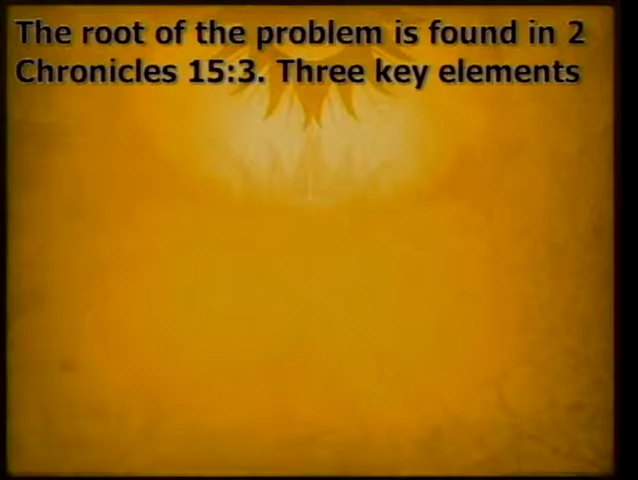 The root of the problem is found in 2
Chronicles 15:3. Three key elements